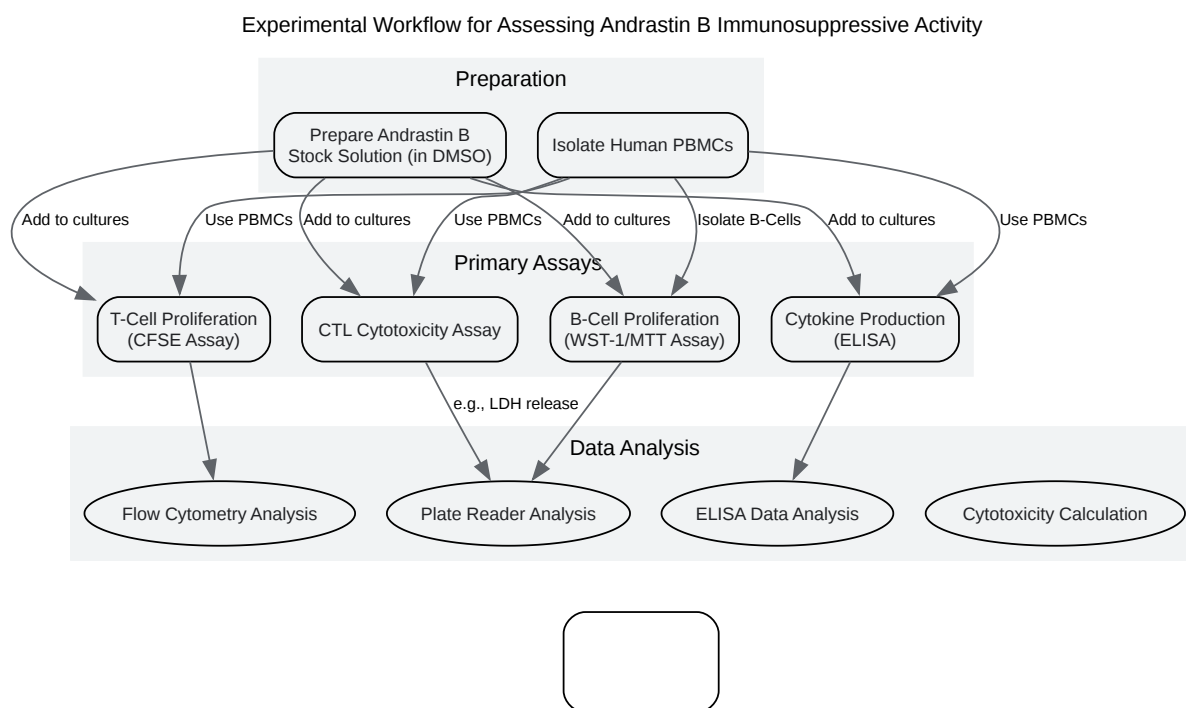 Experimental Workflow for Assessing Andrastin B Immunosuppressive Activity
Preparation
Prepare Andrastin B
Stock Solution (in DMSO)
Isolate Human PBMCs
Add to cultures
Use PBMCs
Add to cultures
Use PBMCs
Add to cultures
Isolate B-Cells
Add to cultures
Use PBMCs
Primary Assays
T-Cell Proliferation
(CFSE Assay)
CTL Cytotoxicity Assay
B-Cell Proliferation
(WST-1/MTT Assay)
Cytokine Production
(ELISA)
e.g., LDH release
Data Analysis
Flow Cytometry Analysis
Plate Reader Analysis
ELISA Data Analysis
Cytotoxicity Calculation